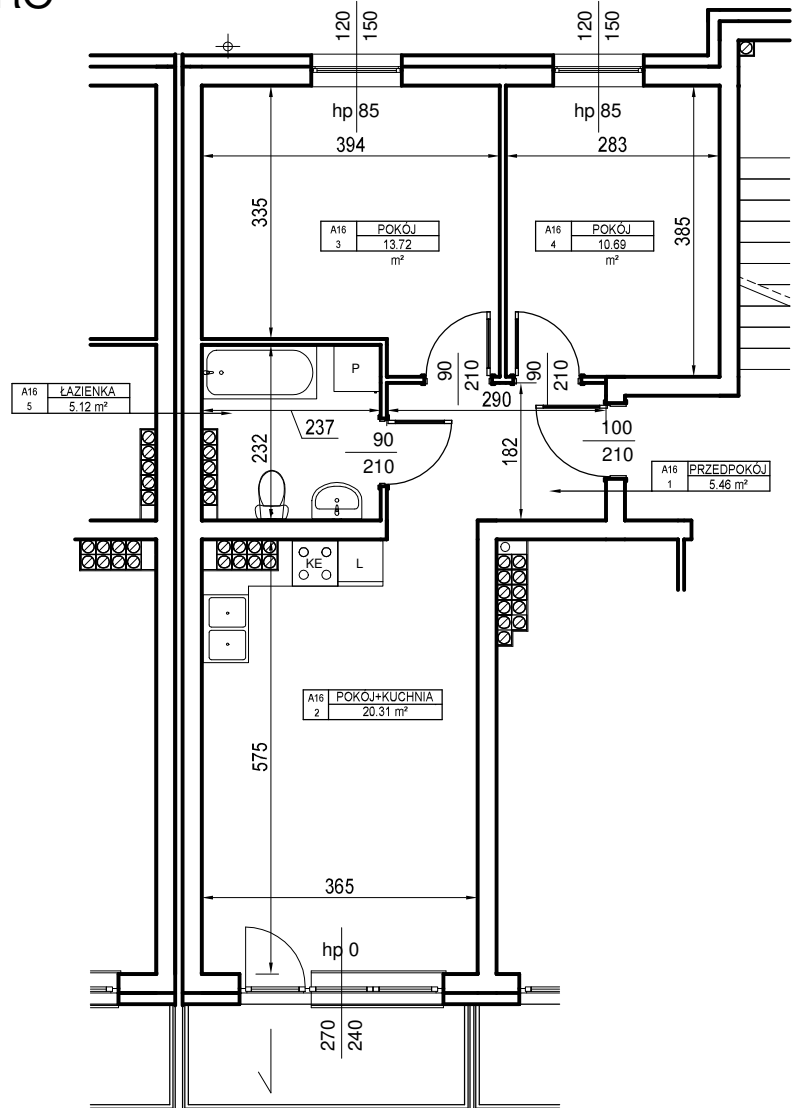 120
150
120
150
hp 85
hp 85
394
283
335
385
A16
3
POKÓJ
13.72
m²
A16
4
POKÓJ
10.69
m²
P
90
210
90
210
290
A16
5
ŁAZIENKA
5.12 m²
237
232
90
210
182
100
210
A16
1
PRZEDPOKÓJ
5.46 m²
KE
L
A16
2
POKÓJ+KUCHNIA
20.31 m²
575
365
hp 0
270
240